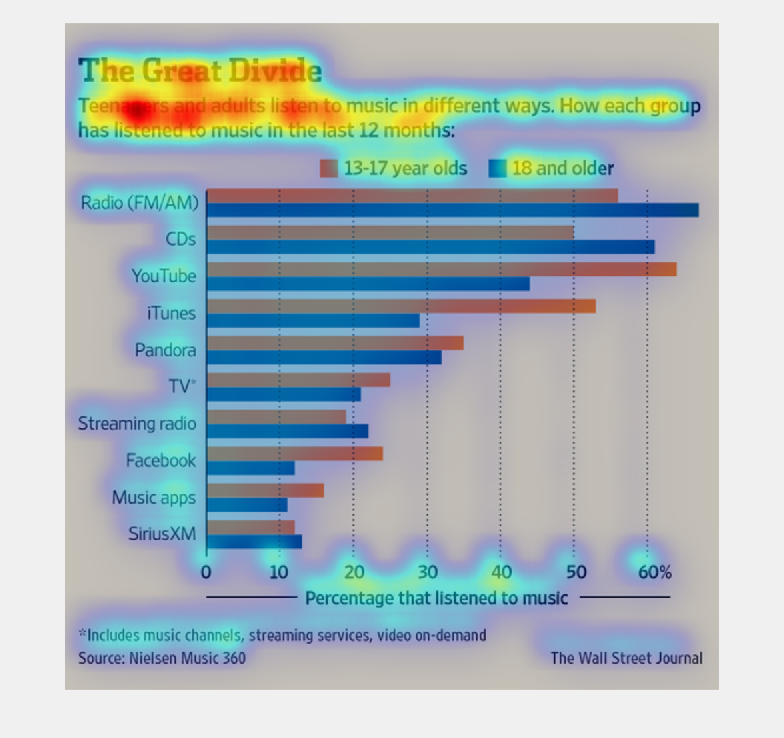 The Great Divide
Teenagers and adults listen to music in different ways. How each group
has listened to music in the last 12 months:
13-17 year olds 18 and older
Radio (FM/AM)
CDs
YouTube
iTunes
Pandora
TV*
Streaming radio
Facebook
Music apps
SiriusXM
0 10 20 30 40 50 60%
Percentage that listened to music
*Includes music channels, streaming services, video on-demand
Source: Nielsen Music 360 The Wall Street Journal